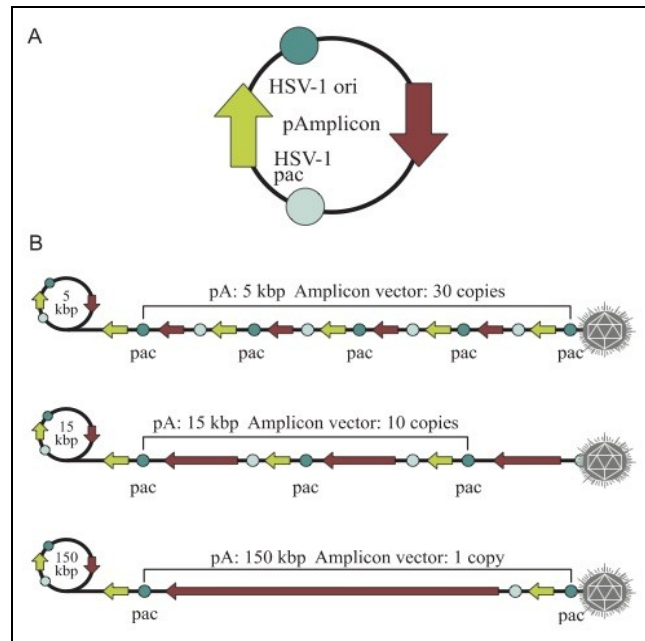 A
HSV-1 ori
pAmplicon
HSV-1
pac
B
5
kbp
pA: 5 kbp Amplicon vector: 30 copies
pac pac pac pac pac
15
kbp
pA: 15 kbp Amplicon vector: 10 copies
pac pac pac
150
kbp
pA: 150 kbp Amplicon vector: 1 copy
pac pac